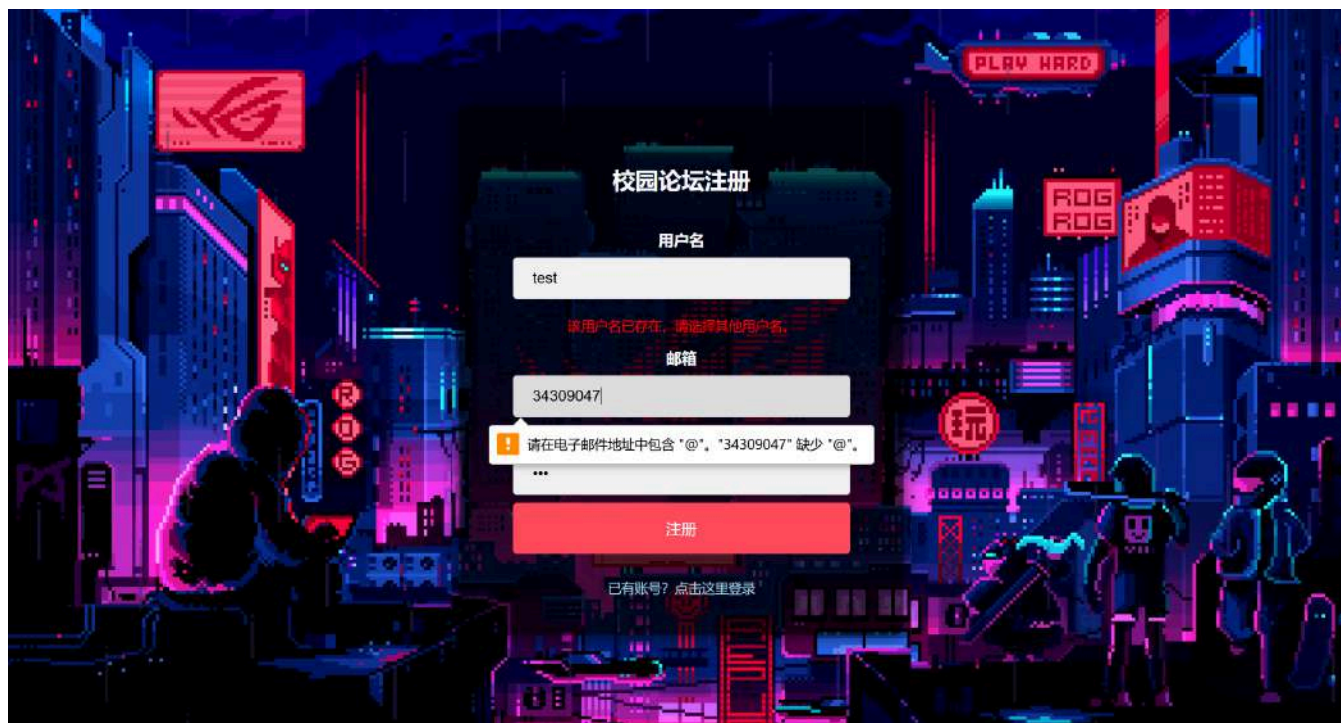 PLAY HARD
校园论坛注册
ROG
ROG
用户名
test
该用户名已存在，请选择其他用户名。
邮箱
34309047
R
O
G
玩
请在电子邮件地址中包含 "@"。"34309047" 缺少 "@"。
•••
注册
已有账号？点击这里登录